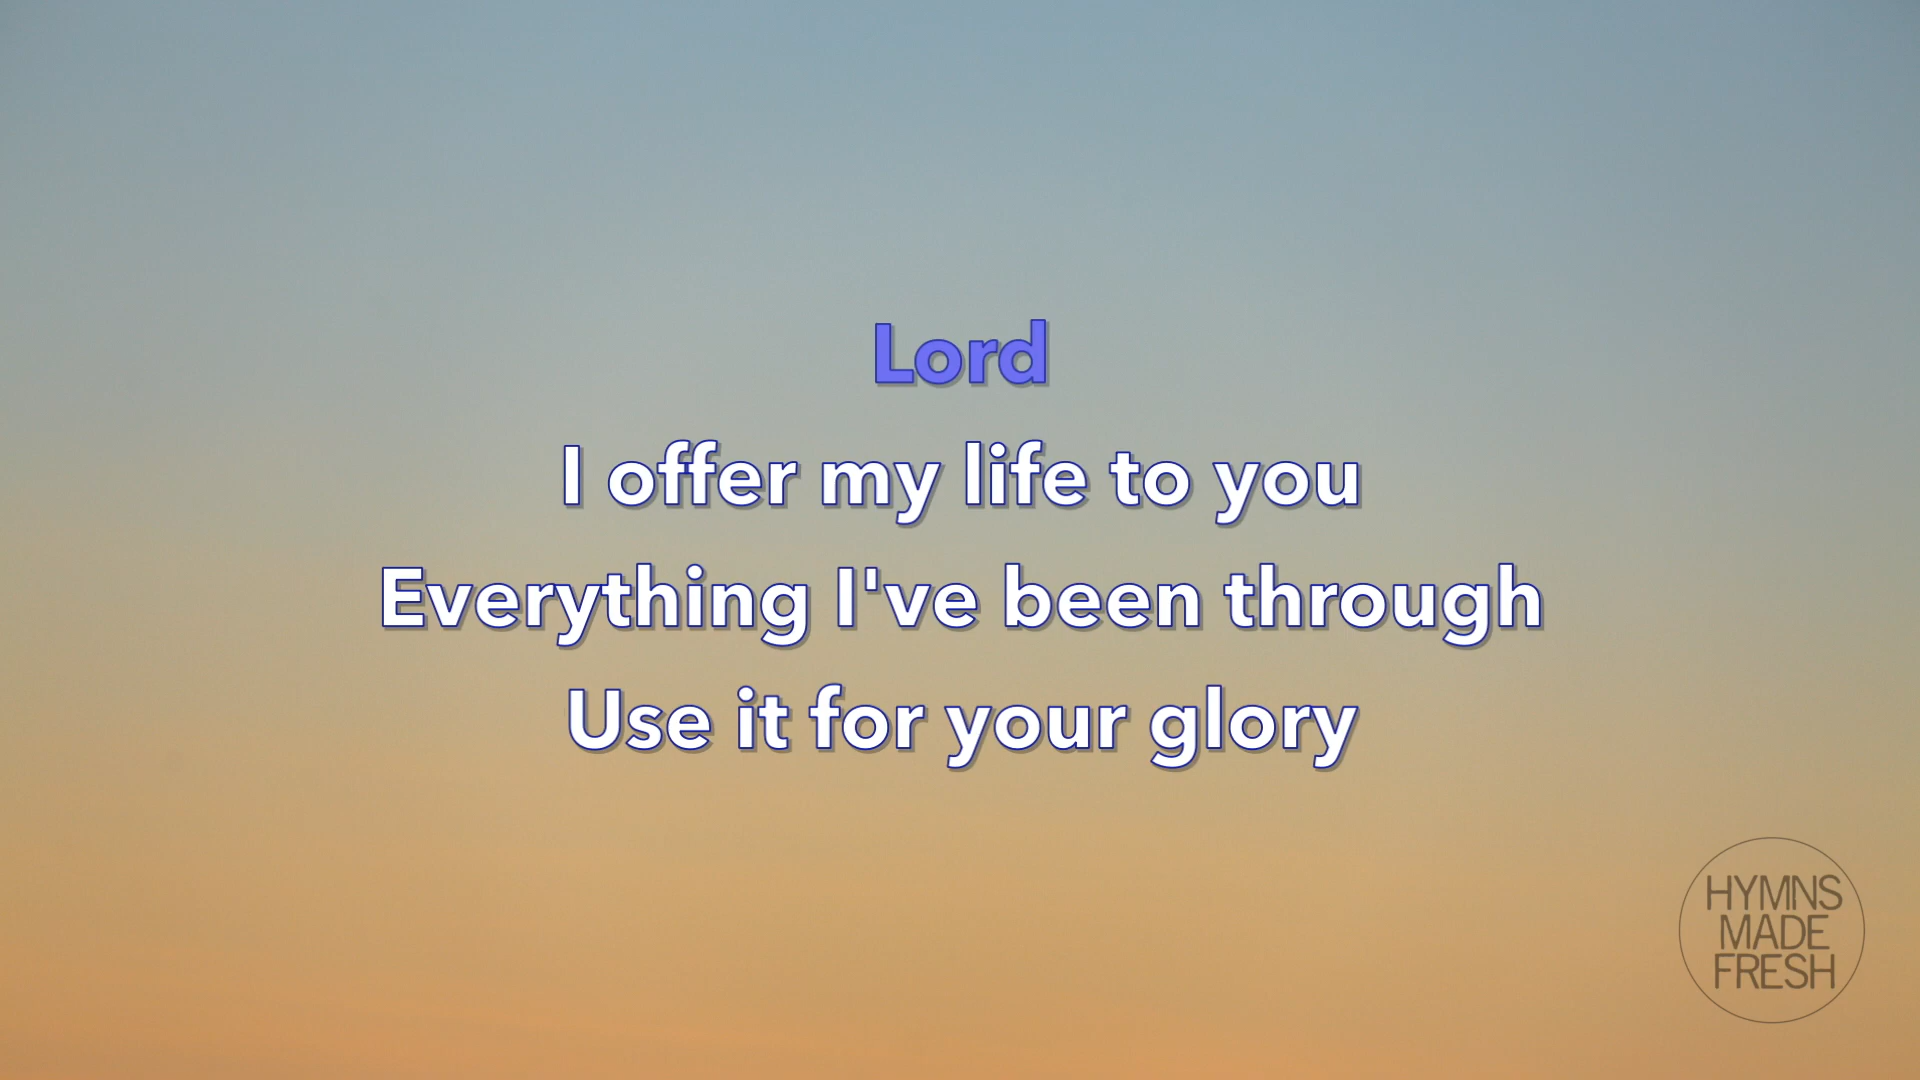 Lord
I offer my life to you
Everything I've been through
Use it for your glory
HYMNS
MADE
FRESH